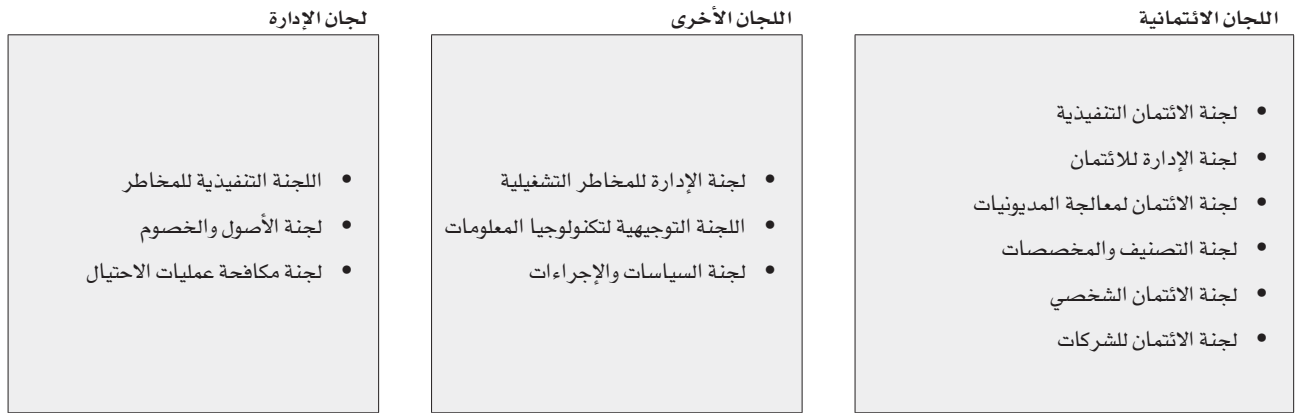 اللجان الائتمانية
• لجنة الائتمان التنفيذية
• لجنة الإدارة للائتمان
• لجنة الائتمان لمعالجة المديونيات
• لجنة التصنيف والمخصصات
• لجنة الائتمان الشخصي
• لجنة الائتمان للشركات
اللجان الأخرى
• لجنة الإدارة للمخاطر التشغيلية
• اللجنة التوجيهية لتكنولوجيا المعلومات
• لجنة السياسات والإجراءات
لجان الإدارة
• اللجنة التنفيذية للمخاطر
• لجنة الأصول والخصوم
• لجنة مكافحة عمليات الاحتيال